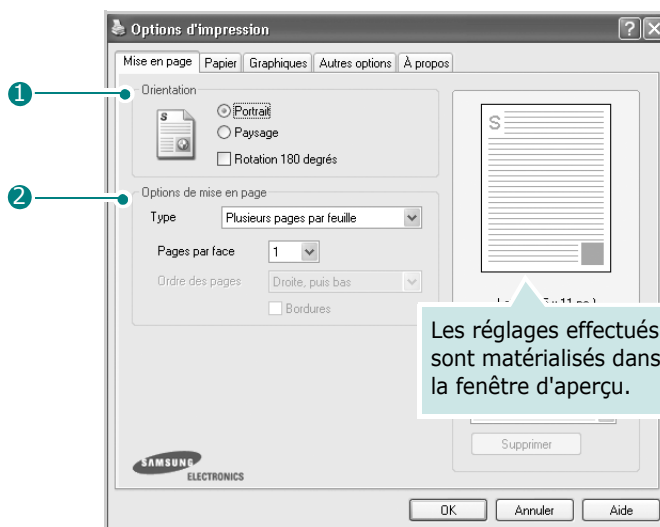 Options d'impression
Mise en page Papier Graphiques Autres options À propos
1
Orientation
Portrait
Paysage
Rotation 180 degrés
2
Options de mise en page
Type Plusieurs pages par feuille
Pages par face 1
Ordre des pages Droite, puis bas
Bordures
S
S
Les réglages effectués
sont matérialisés dans
la fenêtre d'aperçu.
Supprimer
SAMSUNG
ELECTRONICS
OK Annuler Aide